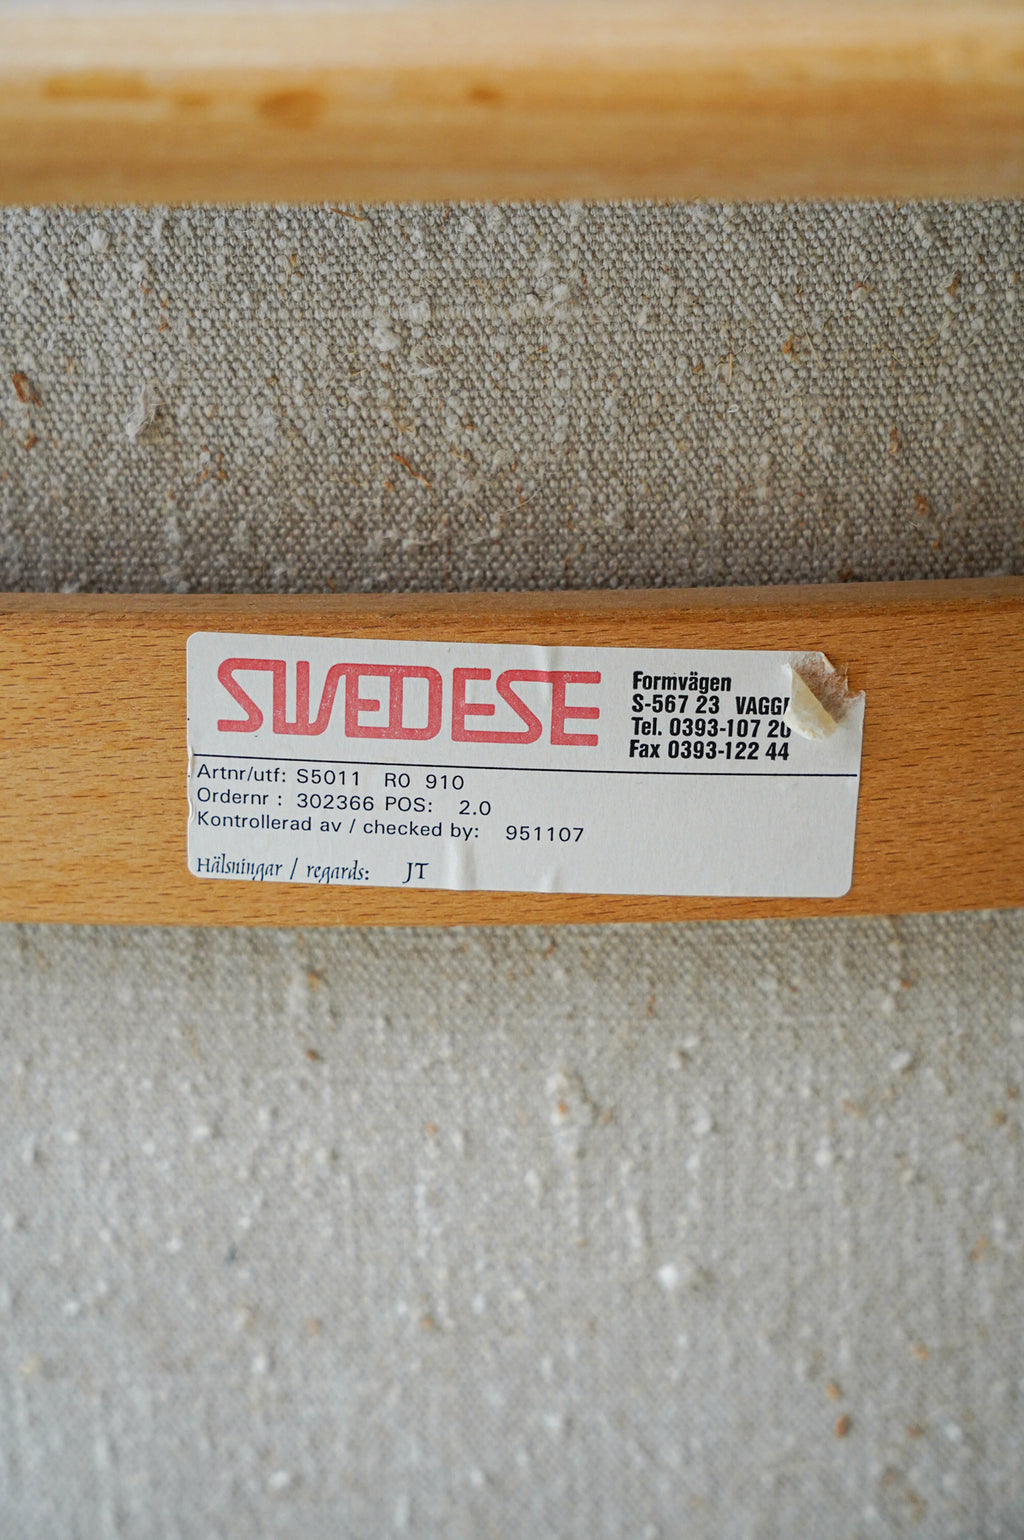 SWEDESE
Formvägen
S-567 23
Tel. 0393-107 20
Fax 0393-122 44
Artnr/utf: S5011 R0 910
Ordernr : 302366 POS: 2.0
Kontrollerad av / checked by: 951107
Hälsningar / regards: JT